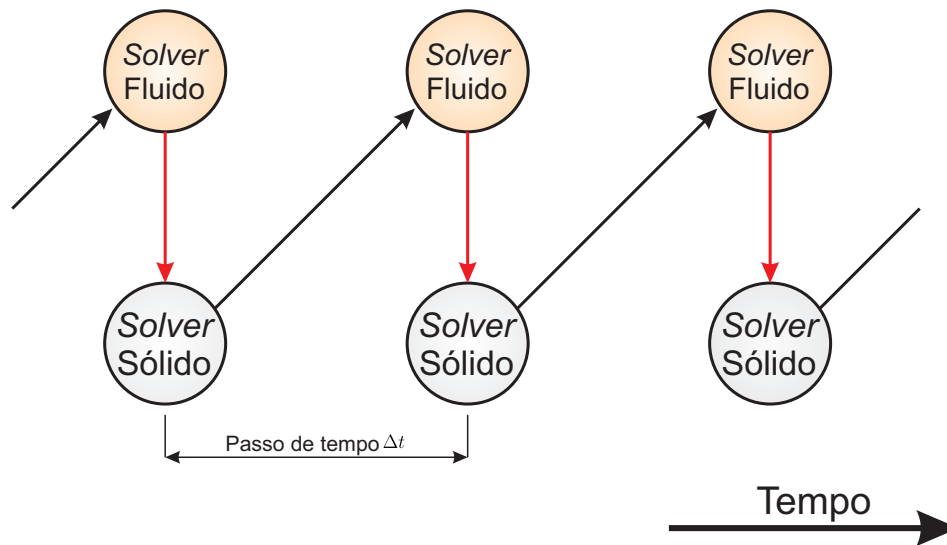 Solver
Fluido
Solver
Fluido
Solver
Fluido
Solver
Sólido
Solver
Sólido
Solver
Sólido
Passo de tempo Δt
Tempo